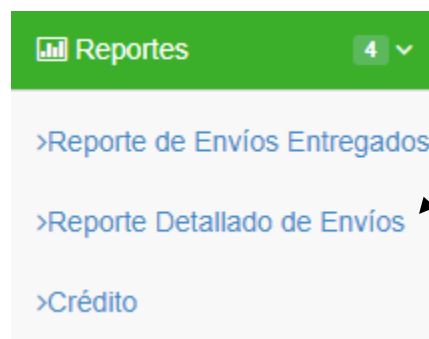 Reportes 4
>Reporte de Envíos Entregados
>Reporte Detallado de Envíos
>Crédito